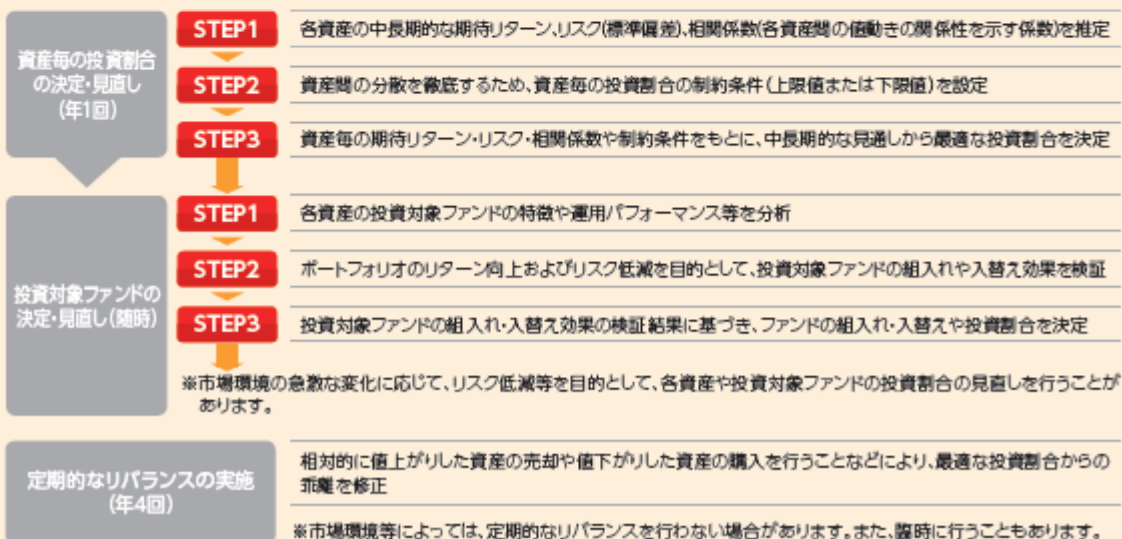 資産毎の投資割合
の決定・見直し
(年1回)
STEP1
各資産の中長期的な期待リターン、リスク(標準偏差)、相関係数(各資産間の値動きの関係性を示す係数)を推定
STEP2
資産間の分散を徹底するため、資産毎の投資割合の制約条件(上限値または下限値)を設定
STEP3
資産毎の期待リターン・リスク・相関係数や制約条件をもとに、中長期的な見通しから最適な投資割合を決定
投資対象ファンドの
決定・見直し(随時)
STEP1
各資産の投資対象ファンドの特徴や運用パフォーマンス等を分析
STEP2
ポートフォリオのリターン向上およびリスク低減を目的として、投資対象ファンドの組入れや入替え効果を検証
STEP3
投資対象ファンドの組入れ・入替え効果の検証結果に基づき、ファンドの組入れ・入替えや投資割合を決定
※市場環境の急激な変化に応じて、リスク低減等を目的として、各資産や投資対象ファンドの投資割合の見直しを行うことが
あります。
定期的なリバランスの実施
(年4回)
相対的に値上がりした資産の売却や値下がりした資産の購入を行うことなどにより、最適な投資割合からの
乖離を修正
※市場環境等によっては、定期的なリバランスを行わない場合があります。また、臨時に行うこともあります。